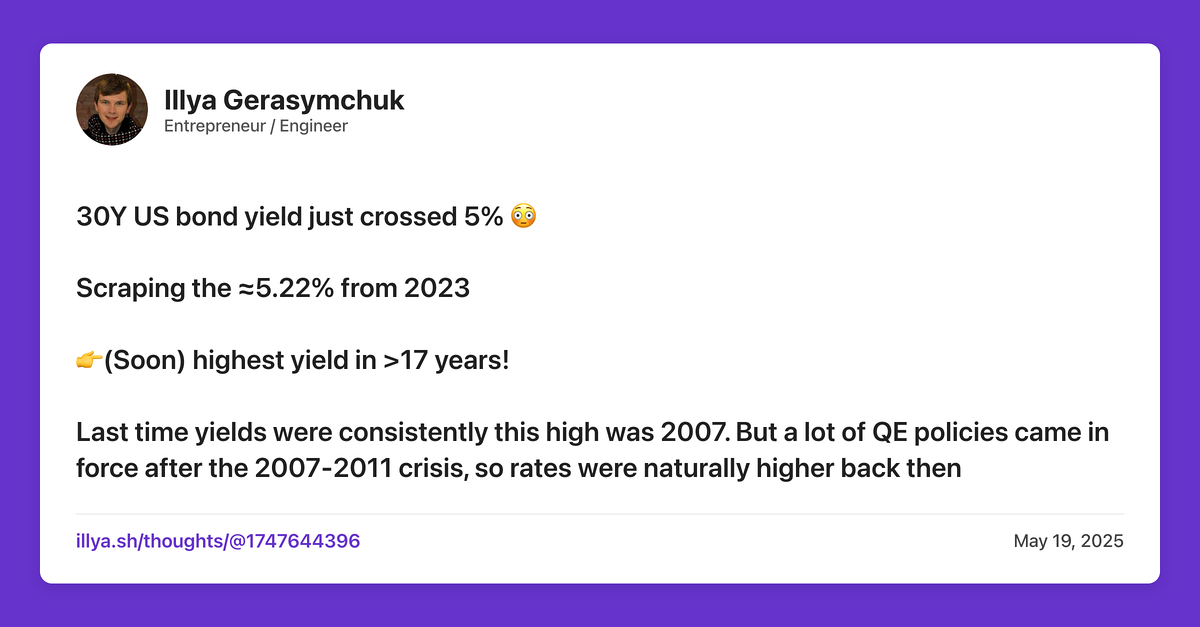 Illya Gerasymchuk
Entrepreneur / Engineer
30Y US bond yield just crossed 5% 😳
Scraping the ≈5.22% from 2023
👉(Soon) highest yield in >17 years!
Last time yields were consistently this high was 2007. But a lot of QE policies came in
force after the 2007-2011 crisis, so rates were naturally higher back then
illya.sh/thoughts/@1747644396
May 19, 2025